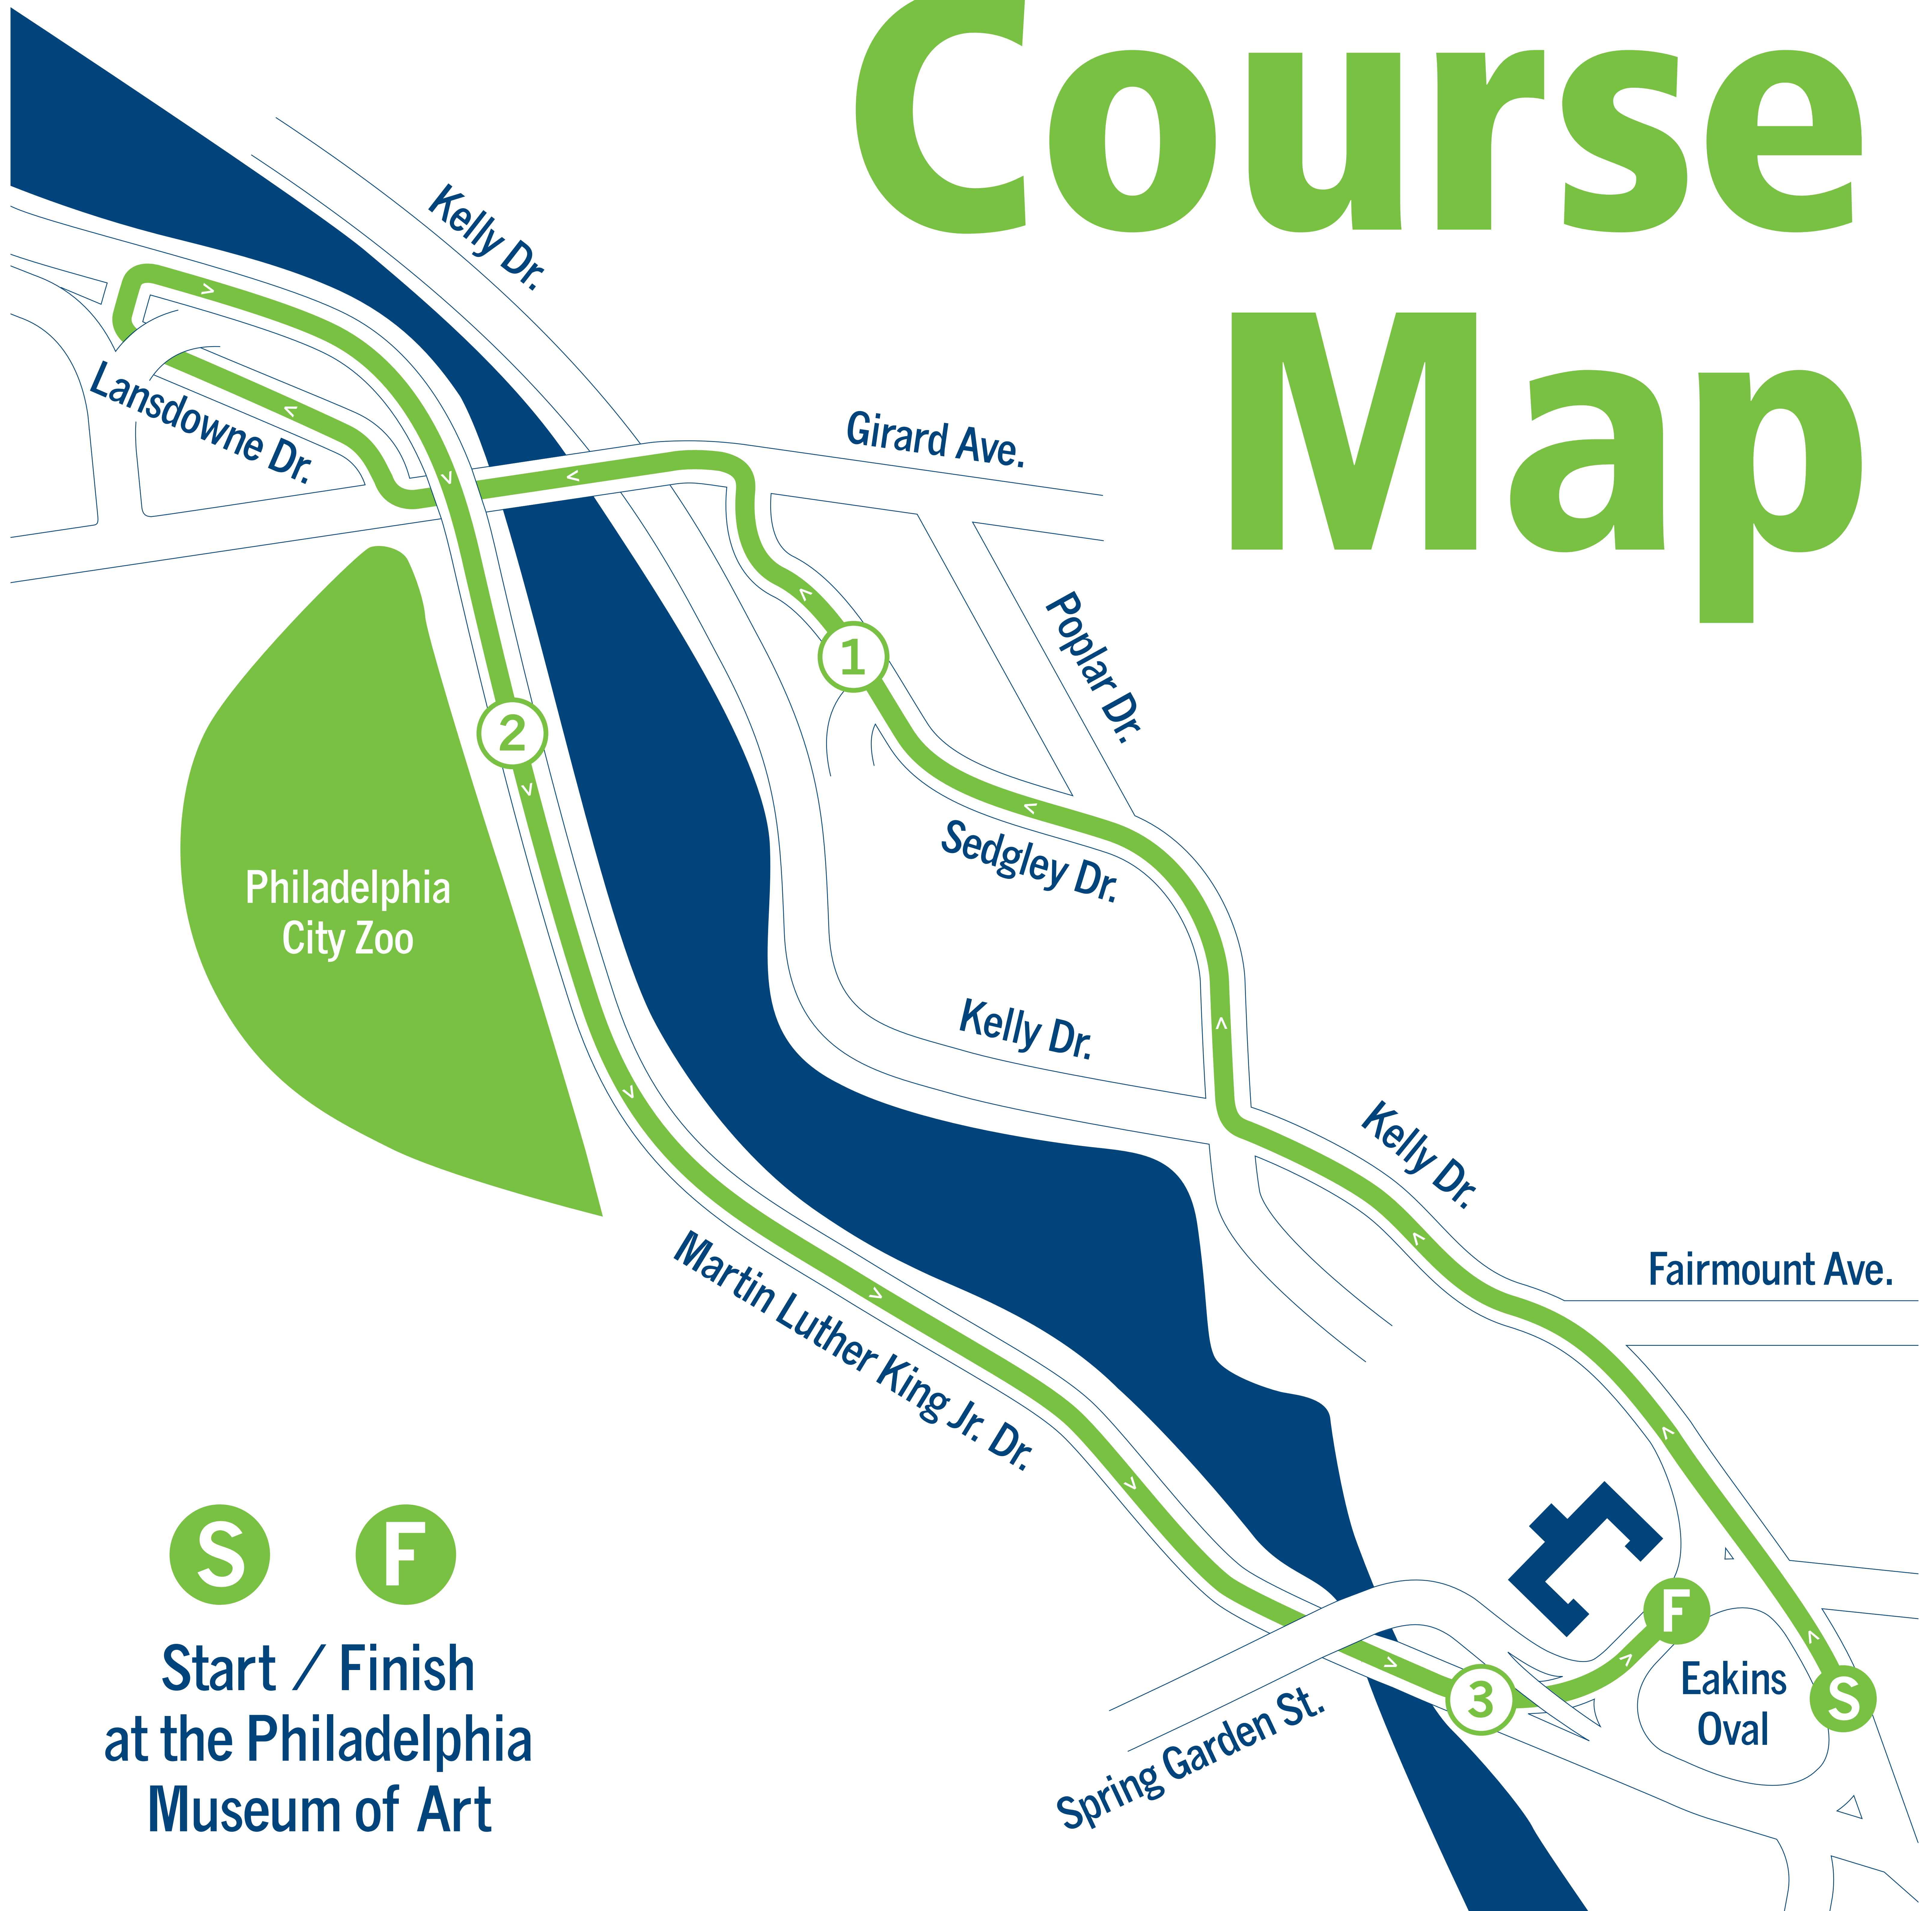 Course
Map
Kelly Dr.
Girard Ave.
Lansdowne Dr.
Poplar Dr.
1
2
Sedgley Dr.
Philadelphia
City Zoo
Kelly Dr.
Kelly Dr.
Fairmount Ave.
Martin Luther King Jr. Dr.
S F
Start / Finish
at the Philadelphia
Museum of Art
F
Eakins
Oval
S
3
Spring Garden St.